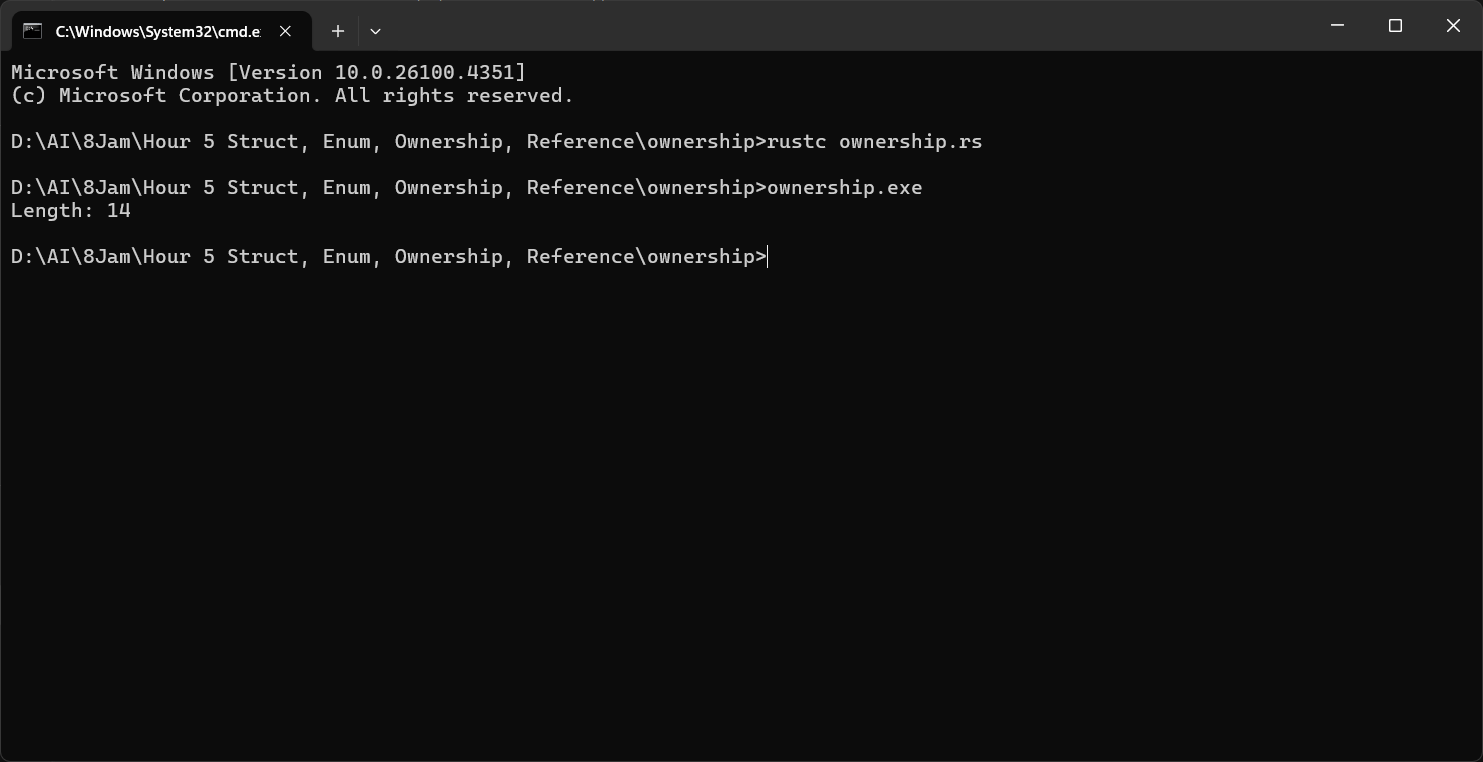 C:\Windows\System32\cmd.e
Microsoft Windows [Version 10.0.26100.4351]
(c) Microsoft Corporation. All rights reserved.
D:\AI\8Jam\Hour 5 Struct, Enum, Ownership, Reference\ownership>rustc ownership.rs
D:\AI\8Jam\Hour 5 Struct, Enum, Ownership, Reference\ownership>ownership.exe
Length: 14
D:\AI\8Jam\Hour 5 Struct, Enum, Ownership, Reference\ownership>